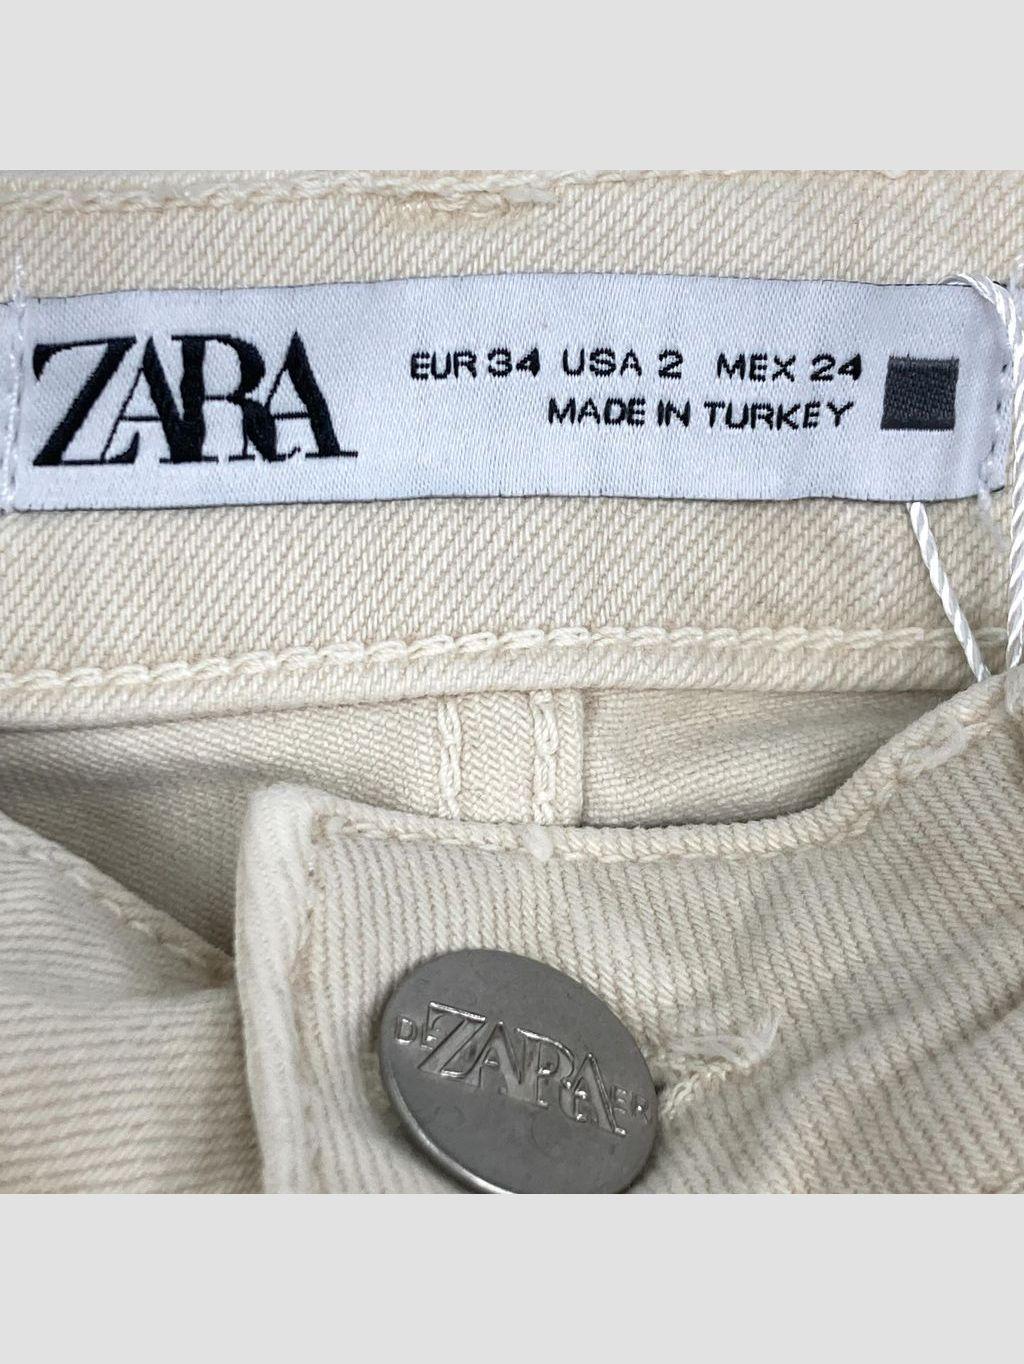 ZARA
EUR 34 USA 2 MEX 24
MADE IN TURKEY
ZARA